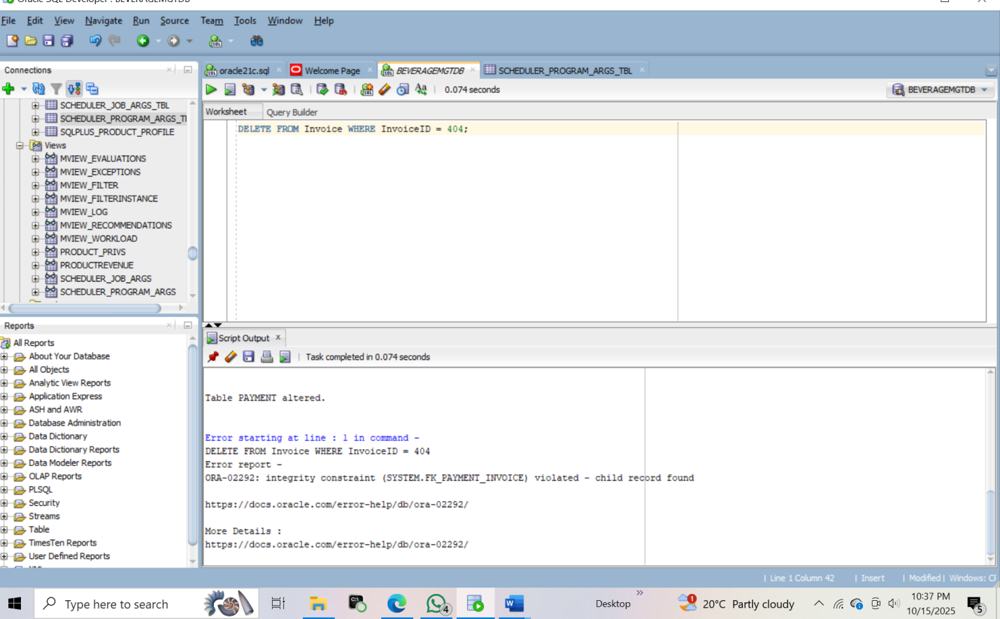 Oracle SQL Developer : BEVERAGEMGTDB
File Edit View Navigate Run Source Team Tools Window Help
Connections
oracle21c.sql
Welcome Page
BEVERAGEMGTDB
SCHEDULER_PROGRAM_ARGS_TBL
0.074 seconds
BEVERAGEMGTDB
Worksheet
Query Builder
DELETE FROM Invoice WHERE InvoiceID = 404;
SCHEDULER_JOB_ARGS_TBL
SCHEDULER_PROGRAM_ARGS_TI
SQLPLUS_PRODUCT_PROFILE
Views
MVIEW_EVALUATIONS
MVIEW_EXCEPTIONS
MVIEW_FILTER
MVIEW_FILTERINSTANCE
MVIEW_LOG
MVIEW_RECOMMENDATIONS
MVIEW_WORKLOAD
PRODUCT_PRIVS
PRODUCTREVENUE
SCHEDULER_JOB_ARGS
SCHEDULER_PROGRAM_ARGS
Reports
All Reports
About Your Database
All Objects
Analytic View Reports
Application Express
ASH and AWR
Database Administration
Data Dictionary
Data Dictionary Reports
Data Modeler Reports
OLAP Reports
PLSQL
Security
Streams
Table
TimesTen Reports
User Defined Reports
Script Output
Task completed in 0.074 seconds
Table PAYMENT altered.
Error starting at line : 1 in command -
DELETE FROM Invoice WHERE InvoiceID = 404
Error report -
ORA-02292: integrity constraint (SYSTEM.FK_PAYMENT_INVOICE) violated - child record found
https://docs.oracle.com/error-help/db/ora-02292/
More Details :
https://docs.oracle.com/error-help/db/ora-02292/
| Line 1 Column 42 | Insert | Modified | Windows: CF
Type here to search
4
Desktop
1
20°C Partly cloudy
10:37 PM
10/15/2025
5